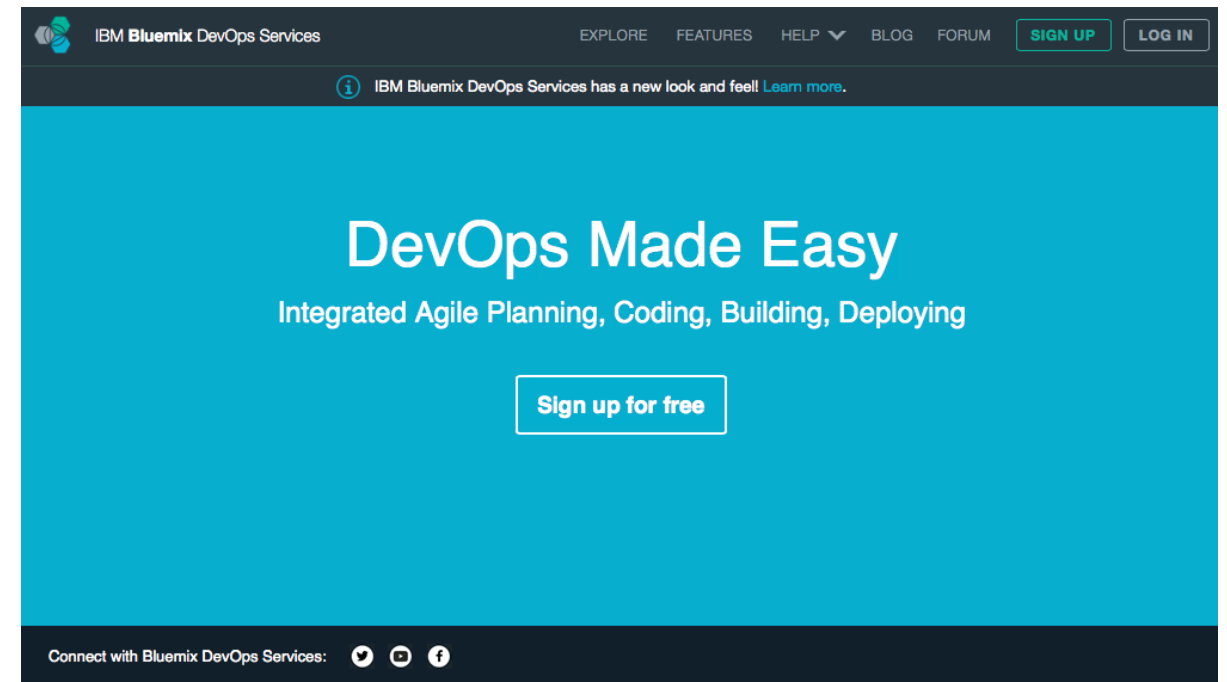 IBM Bluemix DevOps Services EXPLORE FEATURES HELP BLOG FORUM SIGN UP LOG IN
IBM Bluemix DevOps Services has a new look and feel! Learn more.
DevOps Made Easy
Integrated Agile Planning, Coding, Building, Deploying
Sign up for free
Connect with Bluemix DevOps Services: